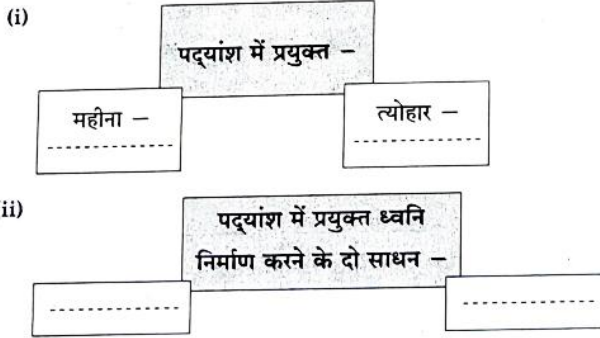 (i)
पद्यांश में प्रयुक्त –
महीना –
त्योहार –
ii)
पद्यांश में प्रयुक्त ध्वनि
निर्माण करने के दो साधन –